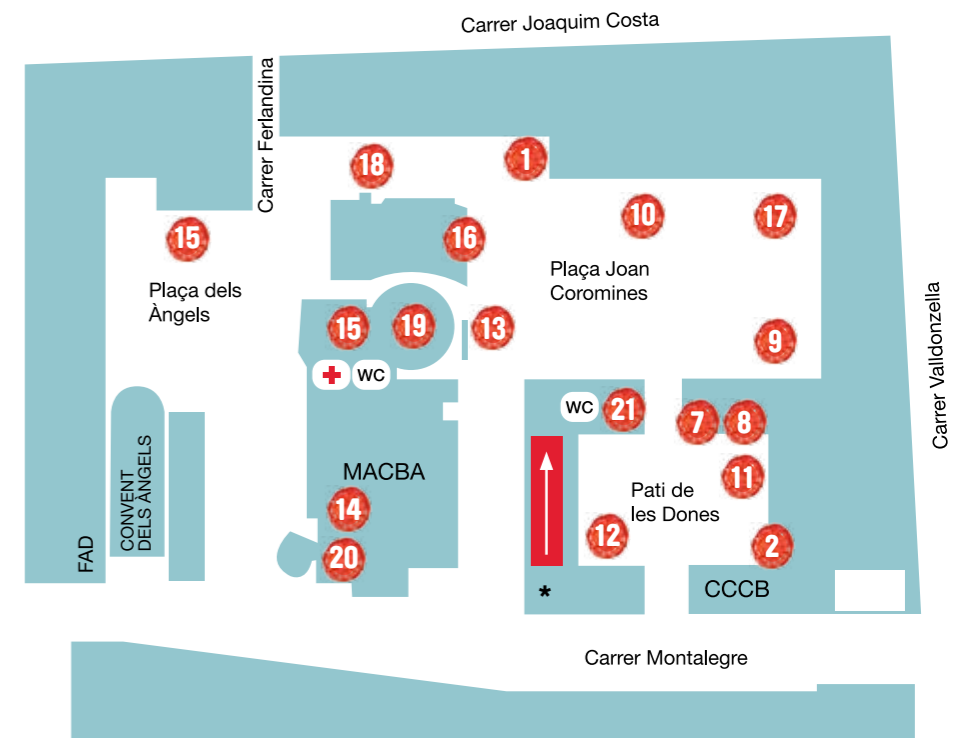 Carrer Joaquim Costa
Carrer Ferlandina
18
1
15
16
10
17
Plaça dels
Àngels
Plaça Joan
Coromines
Carrer Valldonzella
15
19
13
9
WC
WC
21
7
8
MACBA
11
Pati de
les Dones
14
12
2
20
FAD
CONVENT
DELS ÀNGELS
*
CCCB
Carrer Montalegre